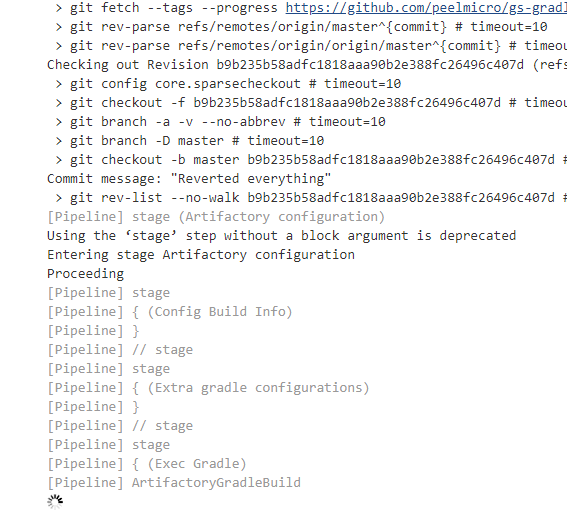 > git fetch --tags --progress https://github.com/peelmicro/gs-grad
> git rev-parse refs/remotes/origin/master^{commit} # timeout=10
> git rev-parse refs/remotes/origin/origin/master^{commit} # timeou
Checking out Revision b9b235b58adfc1818aaa90b2e388fc26496c407d (refs
> git config core.sparsecheckout # timeout=10
> git checkout -f b9b235b58adfc1818aaa90b2e388fc26496c407d # timeou
> git branch -a -v --no-abbrev # timeout=10
> git branch -D master # timeout=10
> git checkout -b master b9b235b58adfc1818aaa90b2e388fc26496c407d #
Commit message: "Reverted everything"
> git rev-list --no-walk b9b235b58adfc1818aaa90b2e388fc26496c407d #
[Pipeline] stage (Artifactory configuration)
Using the ‘stage’ step without a block argument is deprecated
Entering stage Artifactory configuration
Proceeding
[Pipeline] stage
[Pipeline] { (Config Build Info)
[Pipeline] }
[Pipeline] // stage
[Pipeline] stage
[Pipeline] { (Extra gradle configurations)
[Pipeline] }
[Pipeline] // stage
[Pipeline] stage
[Pipeline] { (Exec Gradle)
[Pipeline] ArtifactoryGradleBuild